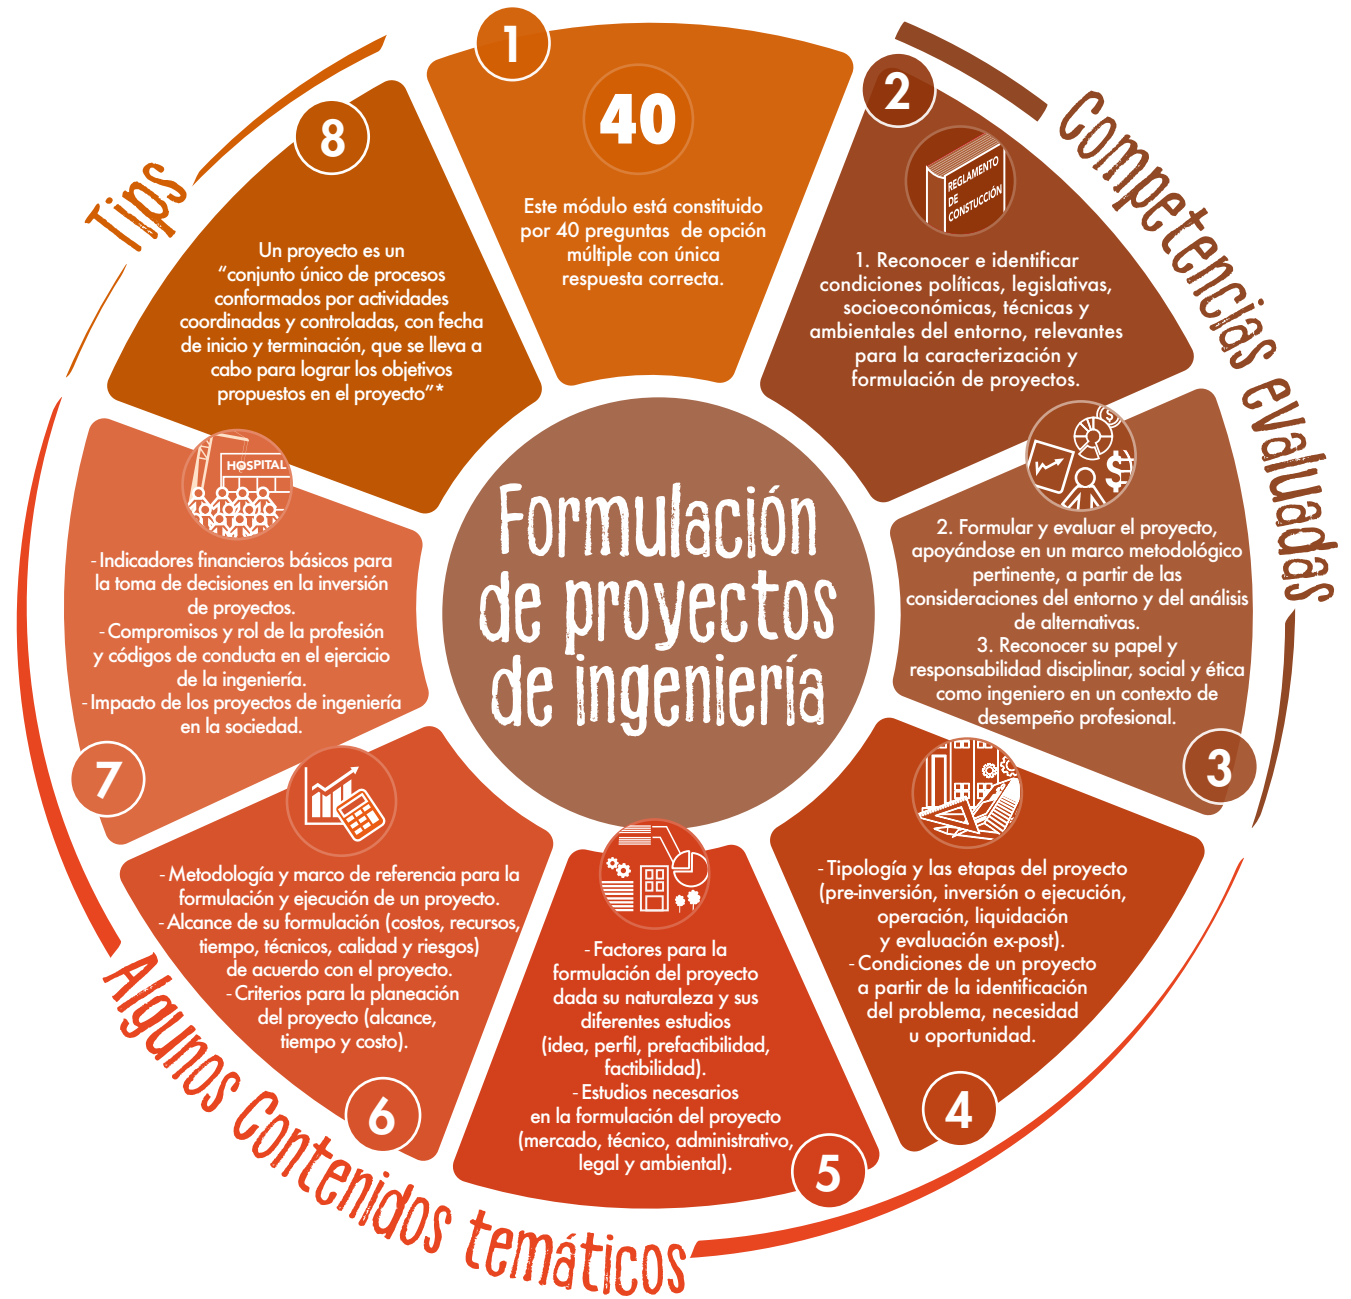 Formulación
de proyectos
de ingeniería
1
40
Este módulo está constituido
por 40 preguntas de opción
múltiple con única
respuesta correcta.
Competencias evaluadas
2
REGLAMENTO
DE
CONSTUCCIÓN
1. Reconocer e identificar
condiciones políticas, legislativas,
socioeconómicas, técnicas y
ambientales del entorno, relevantes
para la caracterización y
formulación de proyectos.
$
$
2. Formular y evaluar el proyecto,
apoyándose en un marco metodológico
pertinente, a partir de las
consideraciones del entorno y del análisis
de alternativas.
3. Reconocer su papel y
responsabilidad disciplinar, social y ética
como ingeniero en un contexto de
desempeño profesional.
3
Algunos contenidos temáticos
- Tipología y las etapas del proyecto
(pre-inversión, inversión o ejecución,
operación, liquidación
y evaluación ex-post).
- Condiciones de un proyecto
a partir de la identificación
del problema, necesidad
u oportunidad.
4
- Factores para la
formulación del proyecto
dada su naturaleza y sus
diferentes estudios
(idea, perfil, prefactibilidad,
factibilidad).
- Estudios necesarios
en la formulación del proyecto
(mercado, técnico, administrativo,
legal y ambiental).
5
- Metodología y marco de referencia para la
formulación y ejecución de un proyecto.
- Alcance de su formulación (costos, recursos,
tiempo, técnicos, calidad y riesgos)
de acuerdo con el proyecto.
- Criterios para la planeación
del proyecto (alcance,
tiempo y costo).
6
HOSPITAL
- Indicadores financieros básicos para
la toma de decisiones en la inversión
de proyectos.
- Compromisos y rol de la profesión
y códigos de conducta en el ejercicio
de la ingeniería.
- Impacto de los proyectos de ingeniería
en la sociedad.
7
Tips
8
Un proyecto es un
“conjunto único de procesos
conformados por actividades
coordinadas y controladas, con fecha
de inicio y terminación, que se lleva a
cabo para lograr los objetivos
propuestos en el proyecto”*